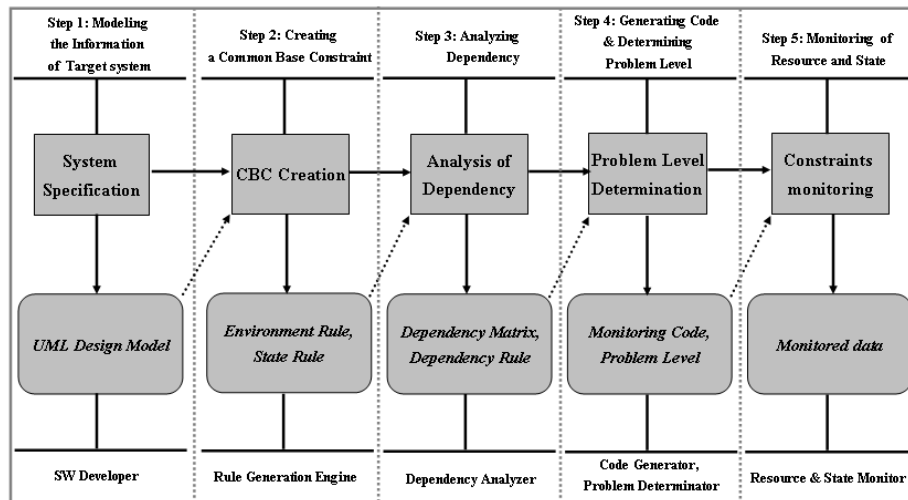 Step 1: Modeling
the Information
of Target system
Step 2: Creating
a Common Base Constraint
Step 3: Analyzing
Dependency
Step 4: Generating Code
& Determining
Problem Level
Step 5: Monitoring of
Resource and State
System
Specification
CBC Creation
Analysis of
Dependency
Problem Level
Determination
Constraints
monitoring
UML Design Model
Environment Rule,
State Rule
Dependency Matrix,
Dependency Rule
Monitoring Code,
Problem Level
Monitored data
SW Developer
Rule Generation Engine
Dependency Analyzer
Code Generator,
Problem Determinator
Resource & State Monitor